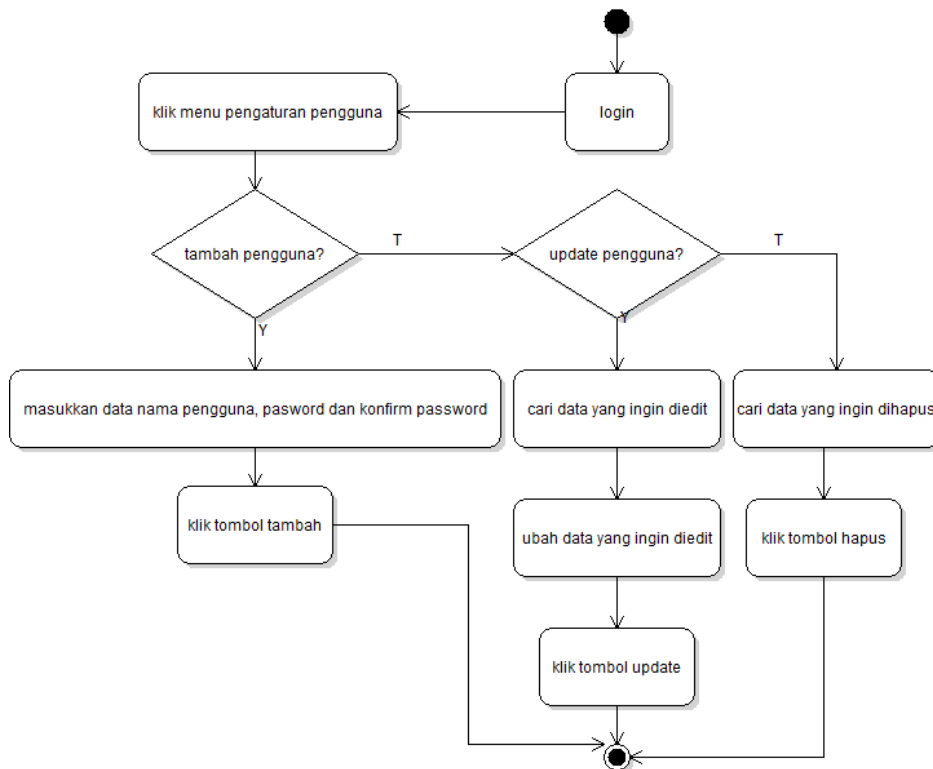 login
klik menu pengaturan pengguna
tambah pengguna?
T
update pengguna?
T
Y
Y
masukkan data nama pengguna, pasword dan konfirm password
cari data yang ingin diedit
cari data yang ingin dihapus
klik tombol tambah
ubah data yang ingin diedit
klik tombol hapus
klik tombol update